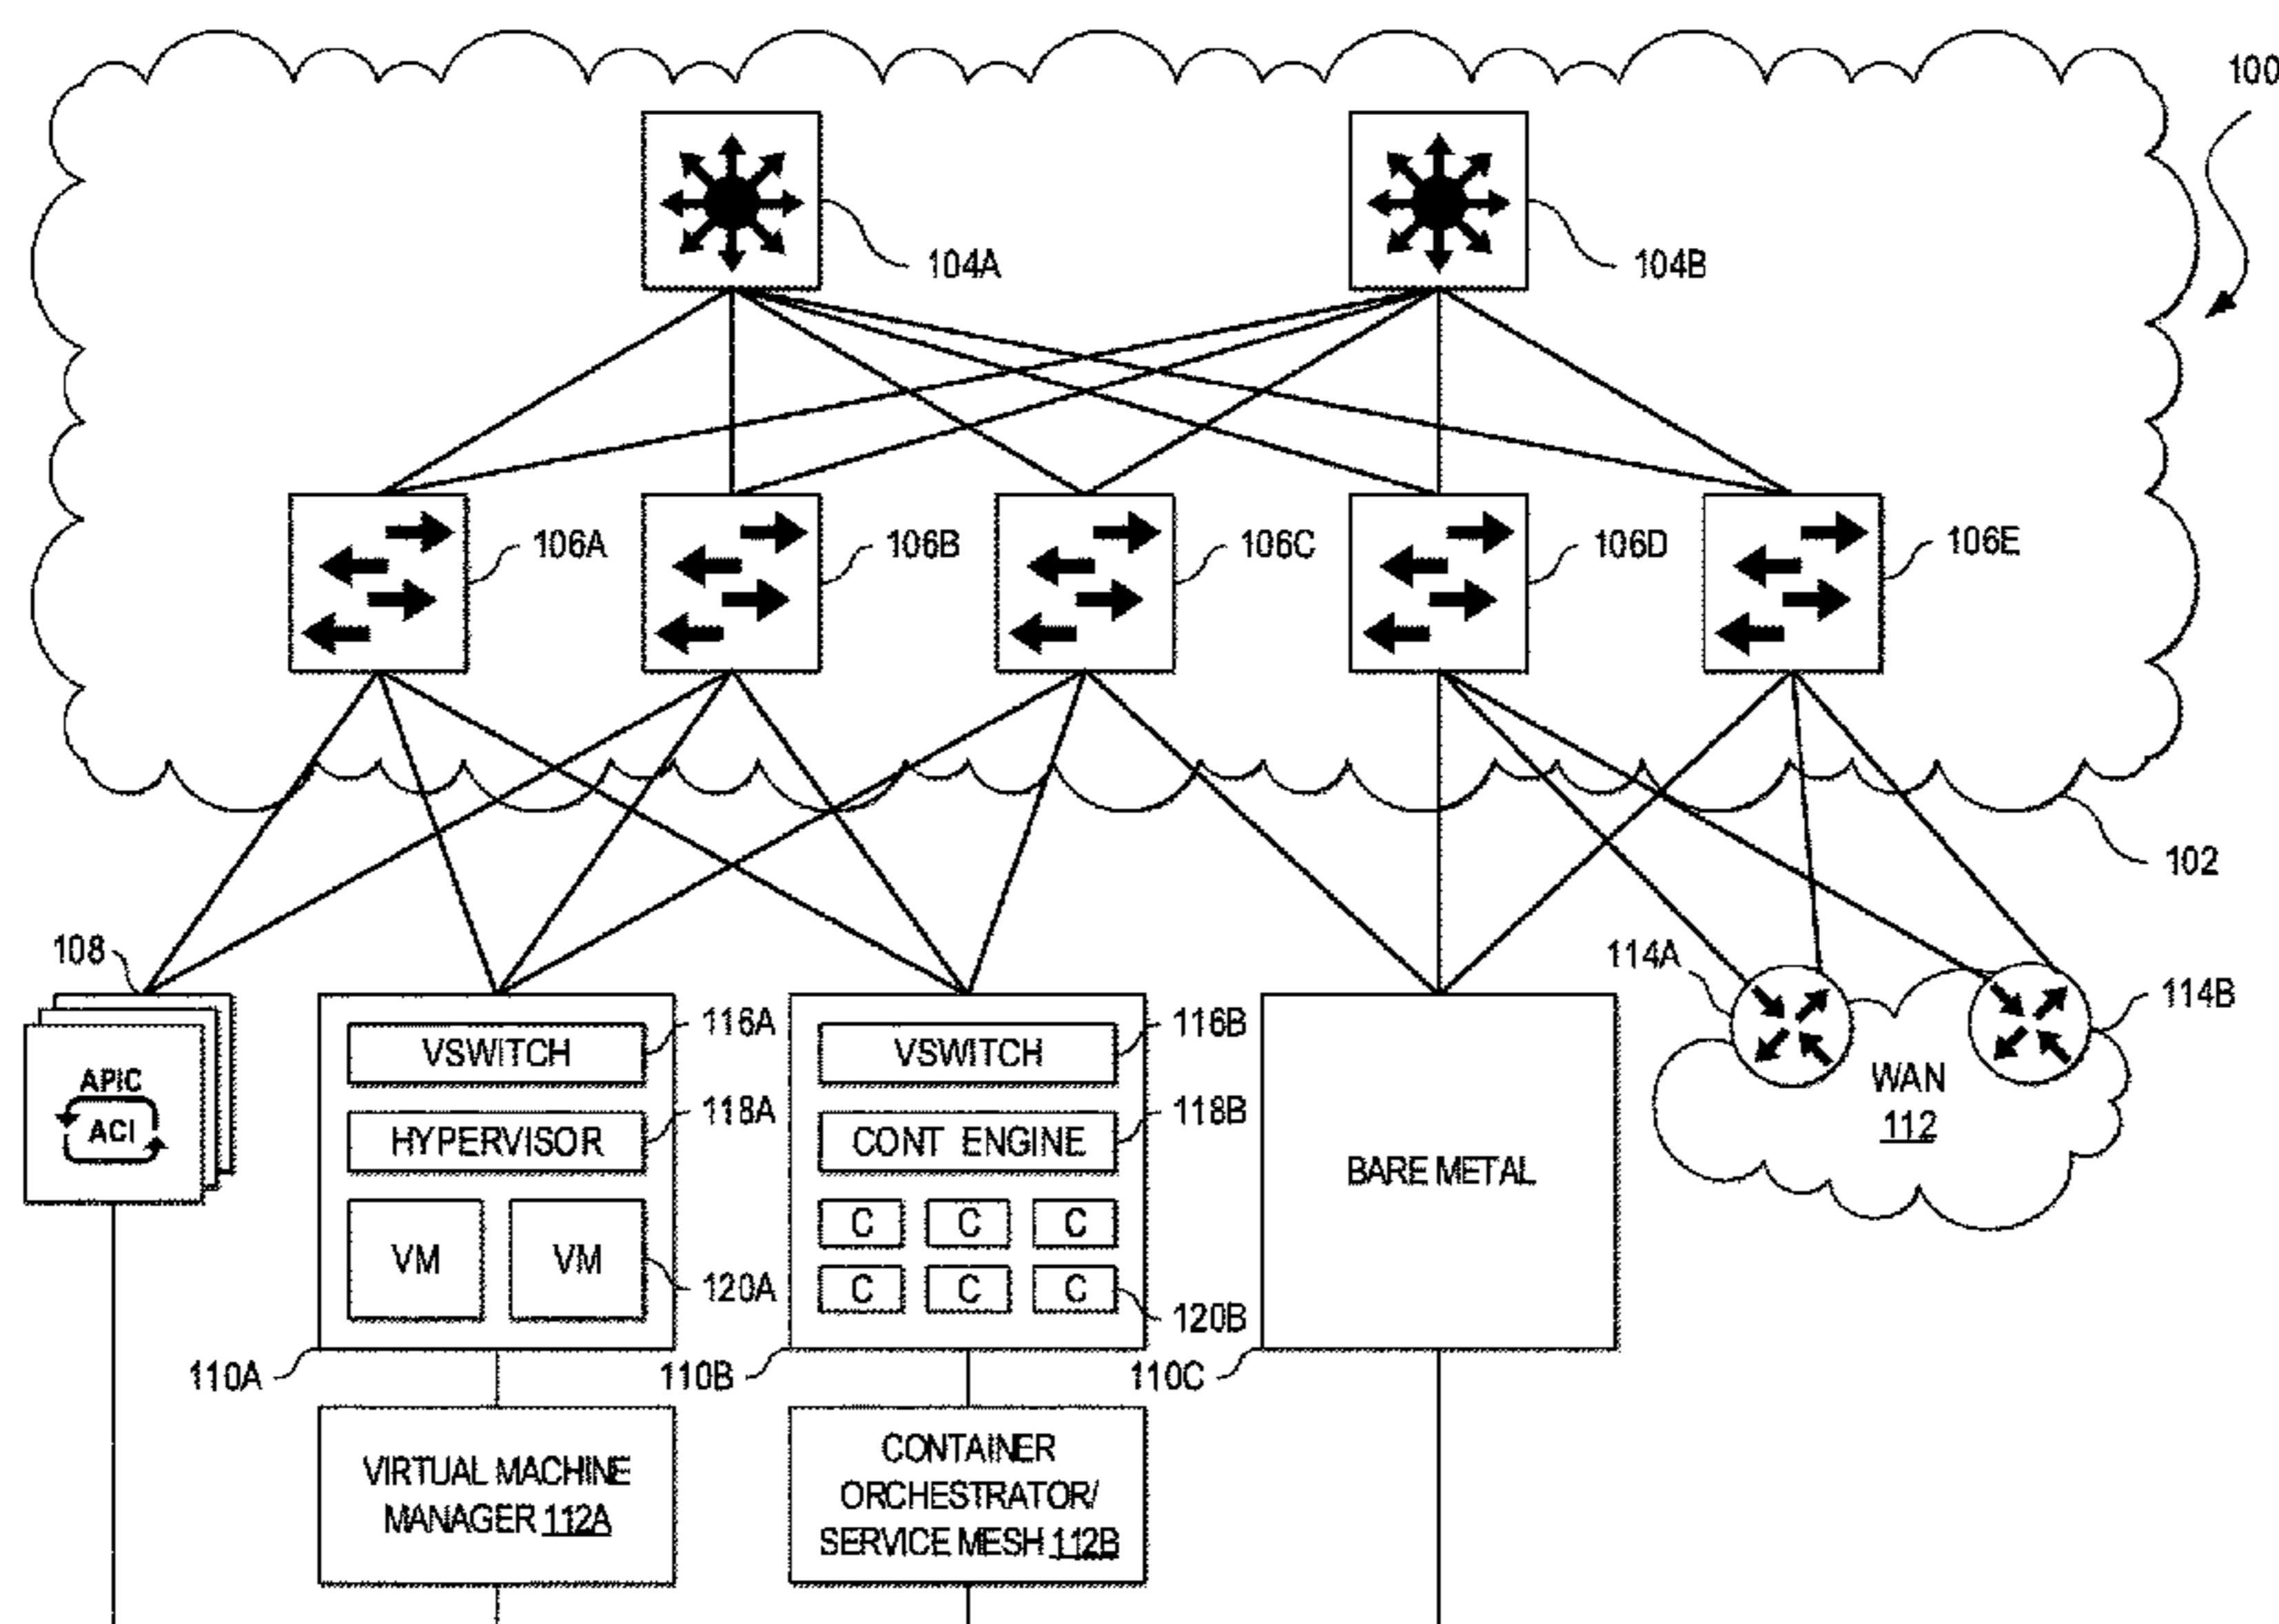 100
104A
104B
106A
106B
106C
106D
106E
102
108
114A
114B
116A
116B
VSWITCH
VSWITCH
WAN
112
APIC
ACI
118A
118B
HYPERVISOR
CONT ENGINE
BARE METAL
C C C
VM VM
C C C
120A
120B
110A
110B
110C
VIRTUAL MACHINE
MANAGER 112A
CONTAINER
ORCHESTRATOR/
SERVICE MESH 112B